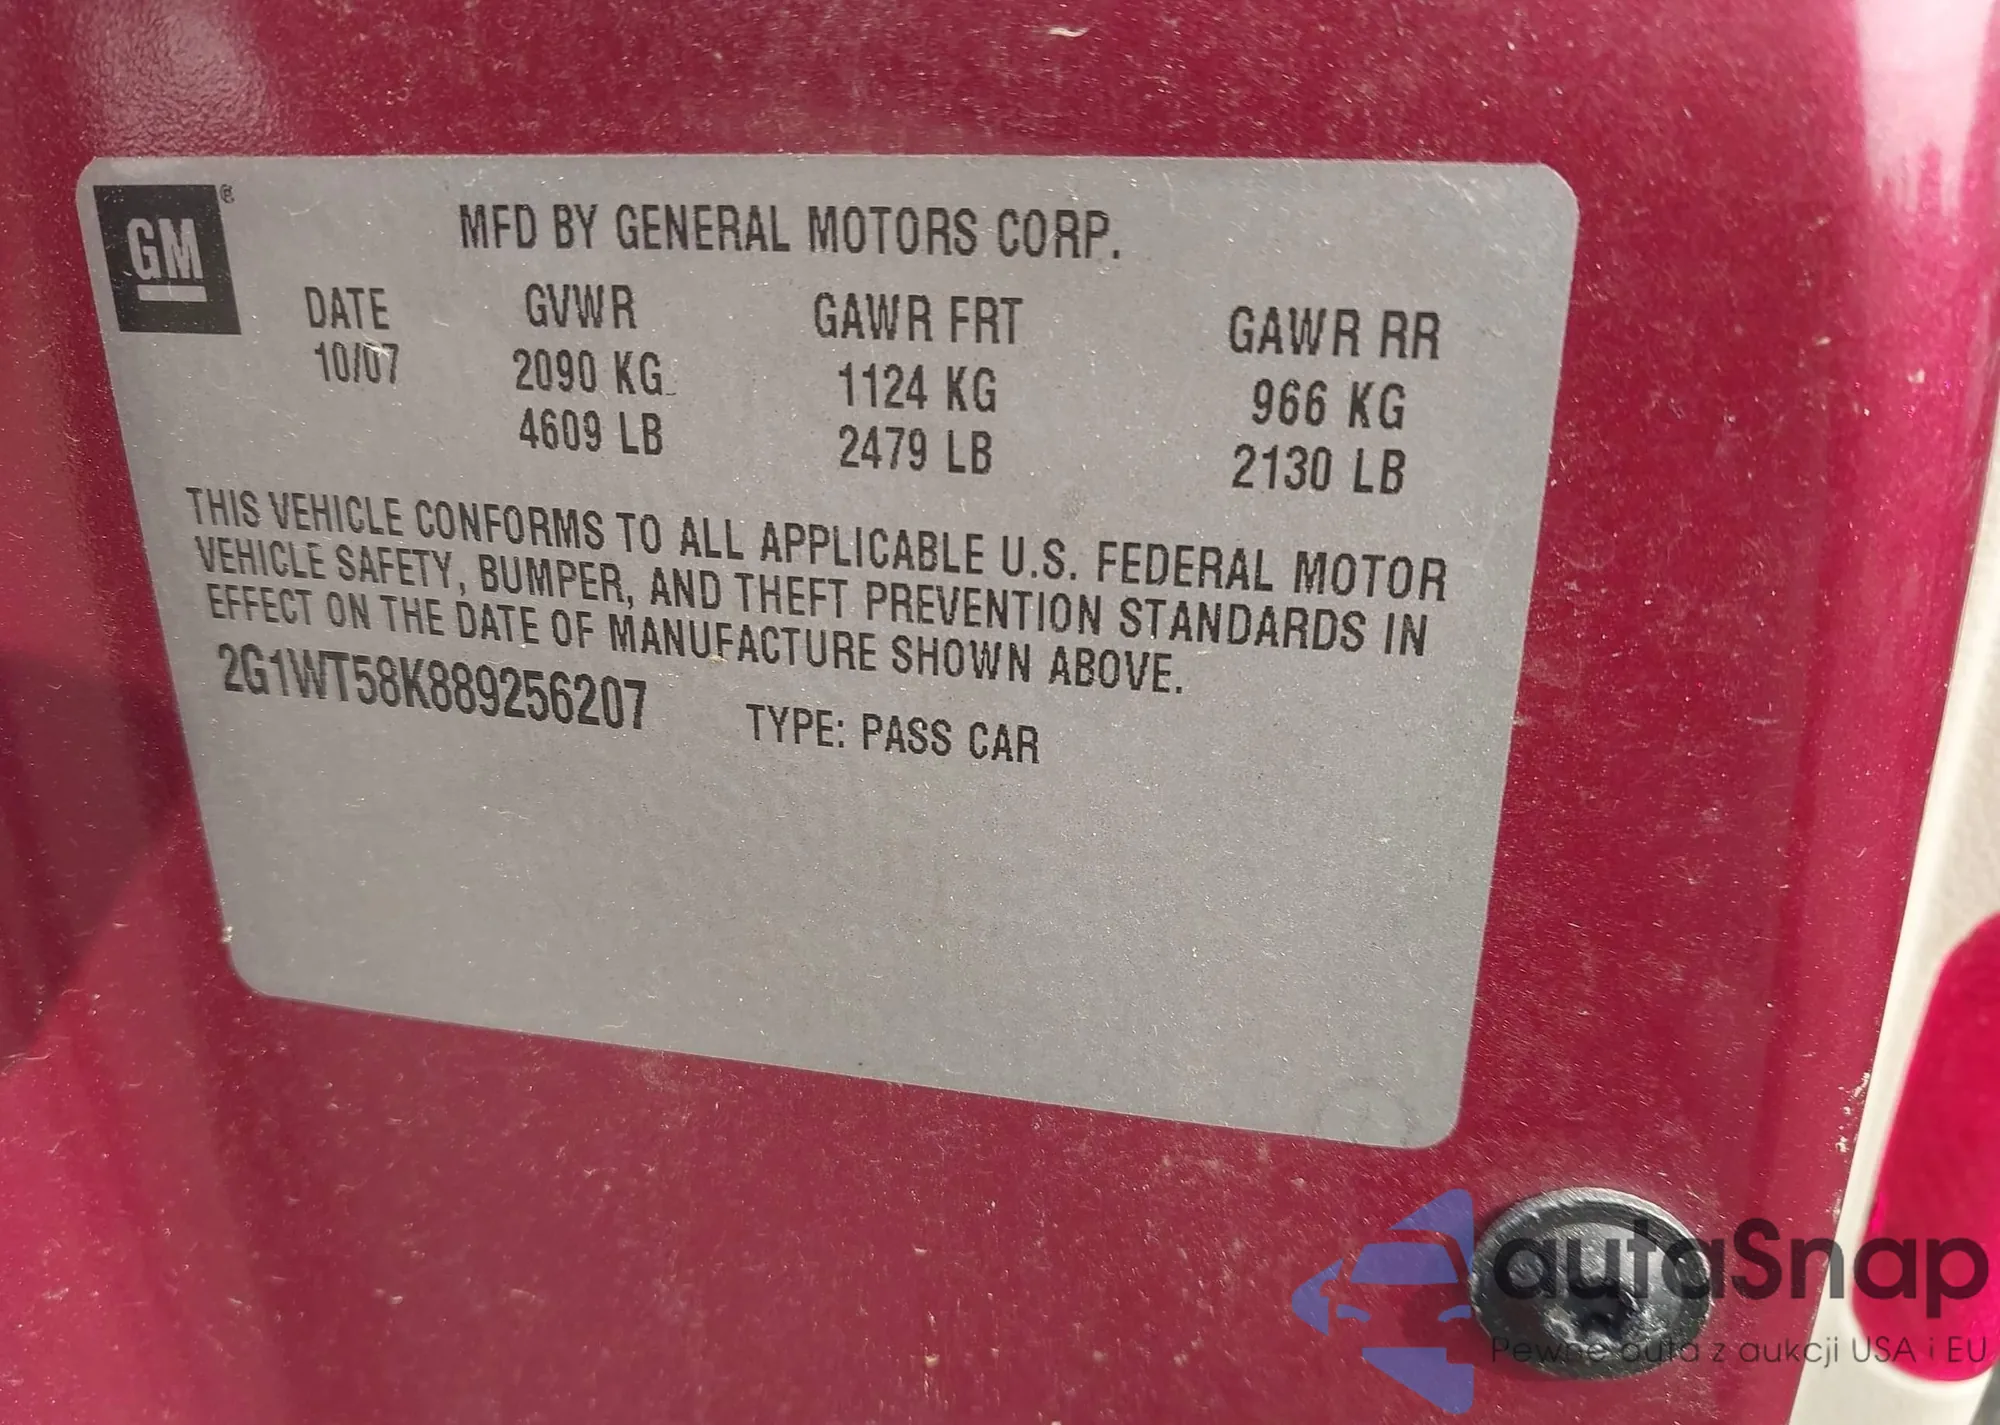 GM®
MFD BY GENERAL MOTORS CORP.
DATE GVWR GAWR FRT GAWR RR
10/07 2090 KG 1124 KG 966 KG
4609 LB 2479 LB 2130 LB
THIS VEHICLE CONFORMS TO ALL APPLICABLE U.S. FEDERAL MOTOR
VEHICLE SAFETY, BUMPER, AND THEFT PREVENTION STANDARDS IN
EFFECT ON THE DATE OF MANUFACTURE SHOWN ABOVE.
2G1WT58K889256207 TYPE: PASS CAR
autaSnap
Pewne auta z aukcji USA i EU